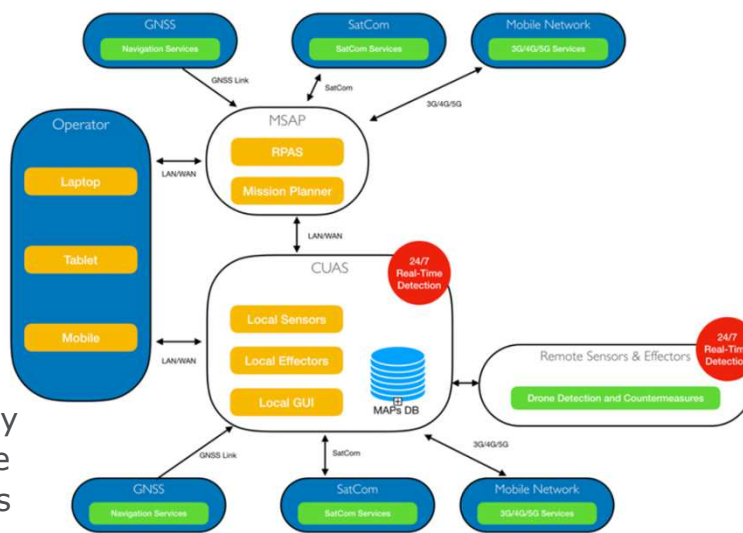 GNSS
Navigation Services
SatCom
SatCom Services
Mobile Network
3G/4G/5G Services
GNSS Link
SatCom
3G/4G/5G
Operator
Laptop
Tablet
Mobile
LAN/WAN
MSAP
RPAS
Mission Planner
LAN/WAN
CUAS
24/7
Real-Time
Detection
Local Sensors
Local Effectors
Local GUI
MAPs DB
LAN/WAN
24/7
Real-Time
Detection
Remote Sensors & Effectors
Drone Detection and Countermeasures
y
e
s
GNSS Link
SatCom
3G/4G/5G
GNSS
Navigation Services
SatCom
SatCom Services
Mobile Network
3G/4G/5G Services